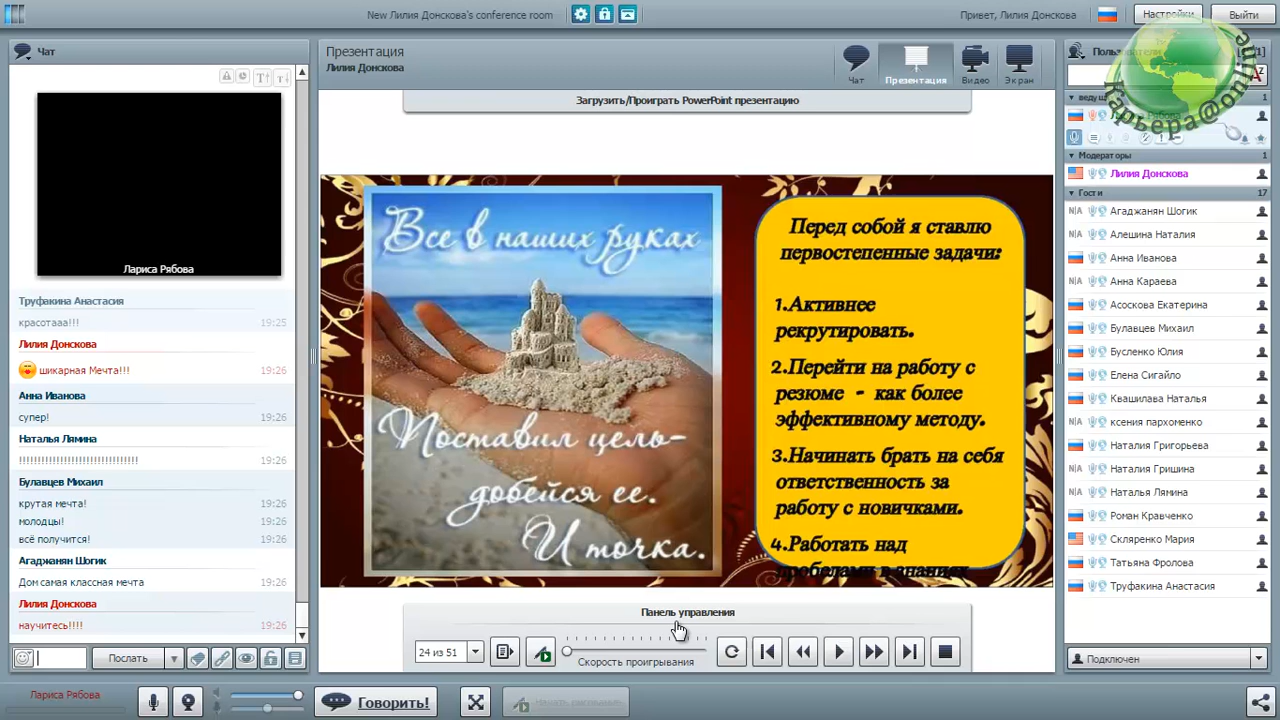 New Лилия Донскова's conference room
Привет, Лилия Донскова
Настройки
Выйти
Чат
Труфакина Анастасия
красотааа!!!
19:25
Лилия Донскова
шикарная Мечта!!!
19:26
Анна Иванова
супер!
19:26
Наталья Лямина
!!!!!!!!!!!!!!!!!!!!!!!!!!!!!!!!!
19:26
Булавцев Михаил
крутая мечта!
19:26
молодцы!
19:26
всё получится!
19:26
Агаджанян Шогик
Дом самая классная мечта
19:26
Лилия Донскова
научитесь!!!!
19:26
Лариса Рябова
Послать
Презентация
Лилия Донскова
Чат
Презентация
Видео
Экран
Загрузить/Проиграть PowerPoint презентацию
Все в наших руках
Поставил цель-
добейся ее.
И точка.
Перед собой я ставлю
первостепенные задачи:
1.Активнее
рекрутировать.
2.Перейти на работу с
резюме - как более
эффективному методу.
3.Начинать брать на себя
ответственность за
работу с новичками.
4.Работать над
пробелами в знаниях
Панель управления
24 из 51
Скорость проигрывания
Карьера@online
Модераторы
1
Лилия Донскова
Гости
17
N/A Агаджанян Шогик
N/A Алешина Наталия
Анна Иванова
N/A Анна Караева
Асоскова Екатерина
Булавцев Михаил
Бусленко Юлия
Елена Сигайло
Квашилава Наталья
N/A ксения пархоменко
Наталия Григорьева
N/A Наталия Гришина
N/A Наталья Лямина
Роман Кравченко
Скляренко Мария
Татьяна Фролова
Труфакина Анастасия
Подключен
Лариса Рябова
Говорить!